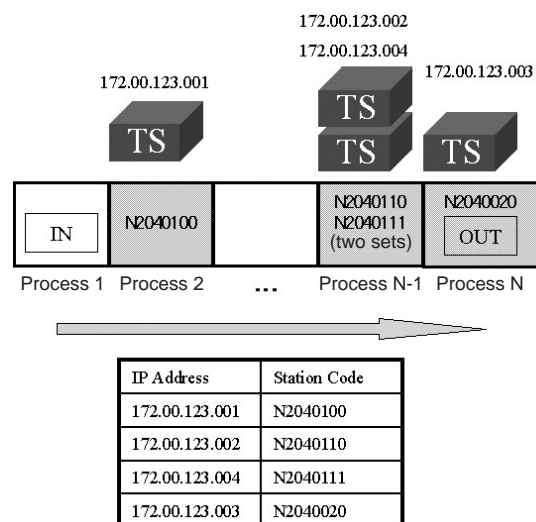 172.00.123.002
172.00.123.004
172.00.123.001
172.00.123.003
TS
TS
TS
TS
IN
N2040100
N2040110
N2040111
(two sets)
N2040020
OUT
Process 1
Process 2
...
Process N-1
Process N
IP Address Station Code
172.00.123.001 N2040100
172.00.123.002 N2040110
172.00.123.004 N2040111
172.00.123.003 N2040020